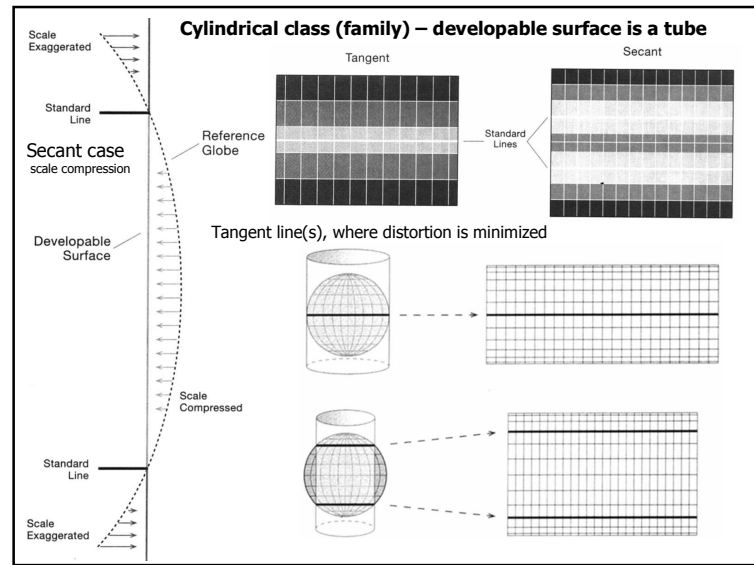 Cylindrical class (family) – developable surface is a tube
Scale
Exaggerated
Standard
Line
Secant case
scale compression
Reference
Globe
Developable
Surface
Scale
Compressed
Standard
Line
Scale
Exaggerated
Tangent
Secant
Standard
Lines
Tangent line(s), where distortion is minimized